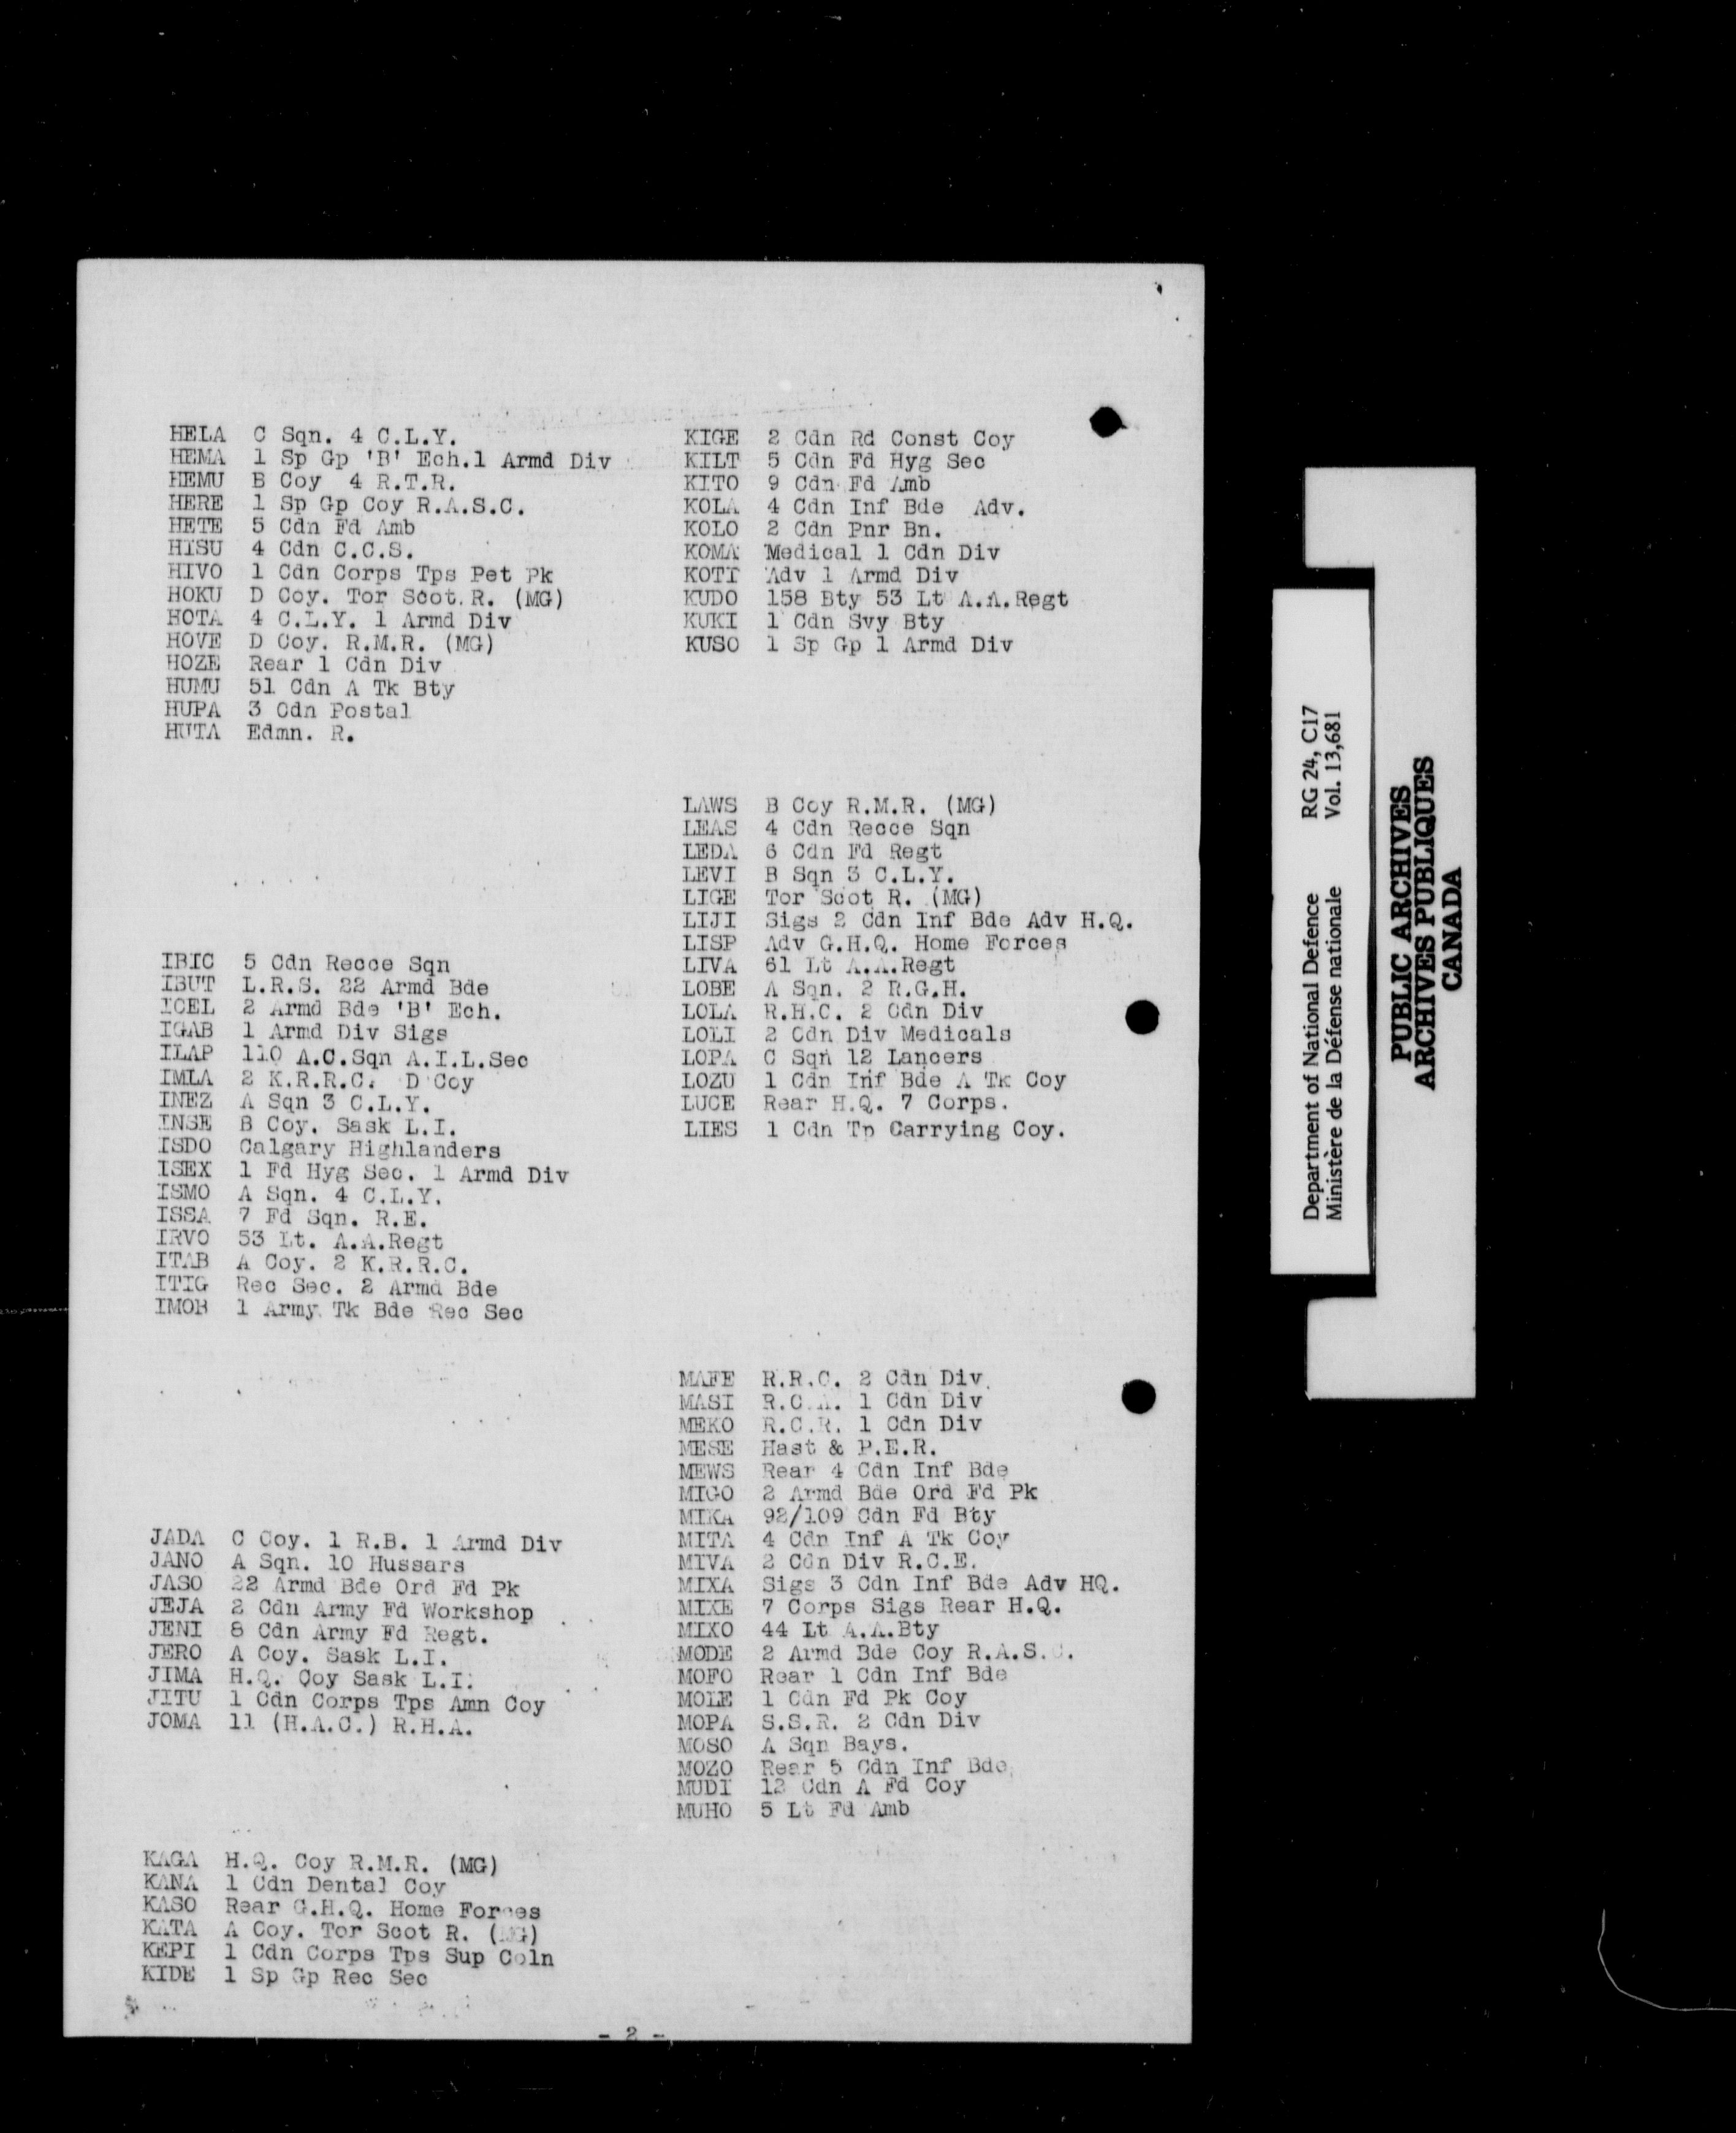 HELA C Sqn. 4 C.L.Y.
HEMA 1 Sp Gp 'B' Ech.1 Armd Div
HEMU B Coy 4 R.T.R.
HERE 1 Sp Gp Coy R.A.S.C.
HETE 5 Cdn Fd Amb
HISU 4 Cdn C.C.S.
HIVO 1 Cdn Corps Tps Pet Pk
HOKU D Coy. Tor Scot.R. (MG)
HOTA 4 C.L.Y. 1 Armd Div
HOVE D Coy. R.M.R. (MG)
HOZE Rear 1 Cdn Div
HUMU 51 Cdn A Tk Bty
HUPA 3 Cdn Postal
HUTA Edmn. R.
IBIC 5 Cdn Recce Sqn
IBUT L.R.S. 22 Armd Bde
ICEL 2 Armd Bde 'B' Ech.
IGAB 1 Armd Div Sigs
ILAP 110 A.C.Sqn A.I.L.Sec
IMLA 2 K.R.R.C. D Coy
INEZ A Sqn 3 C.L.Y.
INSE B Coy. Sask L.I.
ISDO Calgary Highlanders
ISEX 1 Fd Hyg Sec. 1 Armd Div
ISMO A Sqn. 4 C.L.Y.
ISSA 7 Fd Sqn. R.E.
IRVO 53 Lt. A.A.Regt
ITAB A Coy. 2 K.R.R.C.
ITIG Rec Sec. 2 Armd Bde
IMOB 1 Army Tk Bde Rec Sec
JADA C Coy. 1 R.B. 1 Armd Div
JANO A Sqn. 10 Hussars
JASO 22 Armd Bde Ord Fd Pk
JEJA 2 Cdn Army Fd Workshop
JENI 8 Cdn Army Fd Regt.
JERO A Coy. Sask L.I.
JIMA H.Q. Coy Sask L.I.
JITU 1 Cdn Corps Tps Amn Coy
JOMA 11 (H.A.C.) R.H.A.
KAGA H.Q. Coy R.M.R. (MG)
KANA 1 Cdn Dental Coy
KASO Rear G.H.Q. Home Forces
KATA A Coy. Tor Scot R. (MG)
KEPI 1 Cdn Corps Tps Sup Coln
KIDE 1 Sp Gp Rec Sec
KIGE 2 Cdn Rd Const Coy
KILT 5 Cdn Fd Hyg Sec
KITO 9 Cdn Fd Amb
KOLA 4 Cdn Inf Bde Adv.
KOLO 2 Cdn Pnr Bn.
KOMA Medical 1 Cdn Div
KOTI Adv 1 Armd Div
KUDO 158 Bty 53 Lt A.A.Regt
KUKI 1 Cdn Svy Bty
KUSO 1 Sp Gp 1 Armd Div
LAWS B Coy R.M.R. (MG)
LEAS 4 Cdn Recce Sqn
LEDA 6 Cdn Fd Regt
LEVI B Sqn 3 C.L.Y.
LIGE Tor Scot R. (MG)
LIJI Sigs 2 Cdn Inf Bde Adv H.Q.
LISP Adv G.H.Q. Home Forces
LIVA 61 Lt A.A.Regt
LOBE A Sqn. 2 R.G.H.
LOLA R.H.C. 2 Cdn Div
LOLI 2 Cdn Div Medicals
LOPA C Sqn 12 Lancers
LOZU 1 Cdn Inf Bde A Tk Coy
LUCE Rear H.Q. 7 Corps.
LIES 1 Cdn Tp Carrying Coy.
MAFE R.R.C. 2 Cdn Div
MASI R.C.A. 1 Cdn Div
MEKO R.C.R. 1 Cdn Div
MESE Hast & P.E.R.
MEWS Rear 4 Cdn Inf Bde
MIGO 2 Armd Bde Ord Fd Pk
MIKA 92/109 Cdn Fd Bty
MITA 4 Cdn Inf A Tk Coy
MIVA 2 Cdn Div R.C.E.
MIXA Sigs 3 Cdn Inf Bde Adv HQ.
MIXE 7 Corps Sigs Rear H.Q.
MIXO 44 Lt A.A.Bty
MODE 2 Armd Bde Coy R.A.S.C.
MOFO Rear 1 Cdn Inf Bde
MOLE 1 Cdn Fd Pk Coy
MOPA S.S.R. 2 Cdn Div
MOSO A Sqn Bays.
MOZO Rear 5 Cdn Inf Bde
MUDI 12 Cdn A Fd Coy
MUHO 5 Lt Fd Amb
- 2 -
Department of National Defence RG 24, C17
Ministère de la Défense nationale Vol. 13,681
PUBLIC ARCHIVES
ARCHIVES PUBLIQUES
CANADA